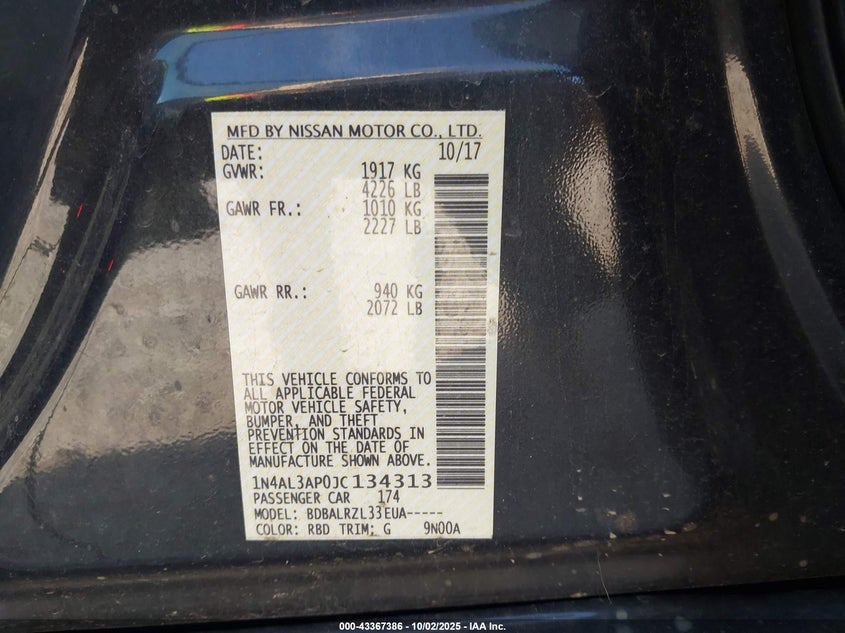 MFD BY NISSAN MOTOR CO., LTD.
DATE: 10/17
GVWR: 1917 KG
4226 LB
GAWR FR.: 1010 KG
2227 LB
GAWR RR.: 940 KG
2072 LB
THIS VEHICLE CONFORMS TO
ALL APPLICABLE FEDERAL
MOTOR VEHICLE SAFETY,
BUMPER, AND THEFT
PREVENTION STANDARDS IN
EFFECT ON THE DATE OF
MANUFACTURE SHOWN ABOVE.
1N4AL3AP0JC134313
PASSENGER CAR 174
MODEL: BDBALRZL33EUA-----
COLOR: RBD TRIM: G 9N00A
000-43367386 - 10/02/2025 - IAA Inc.